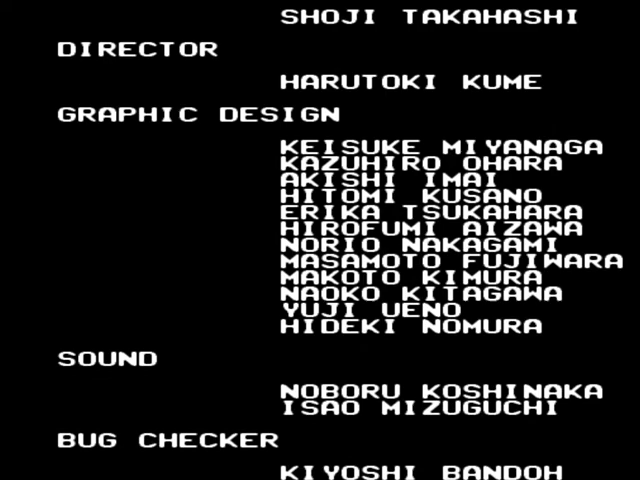 SHOJI TAKAHASHI
DIRECTOR
HARUTOKI KUME
GRAPHIC DESIGN
KEISUKE MIYANAGA
KAZUHIRO OHARA
AKISHI IMAI
HITOMI KUSANO
ERIKA TSUKAHARA
HIROFUMI AIZAWA
NORIO NAKAGAMI
MASAMOTO FUJIWARA
MAKOTO KIMURA
NAOKO KITAGAWA
YUJI UENO
HIDEKI NOMURA
SOUND
NOBORU KOSHINAKA
ISAO MIZUGUCHI
BUG CHECKER
KIYOSHI BANDOH